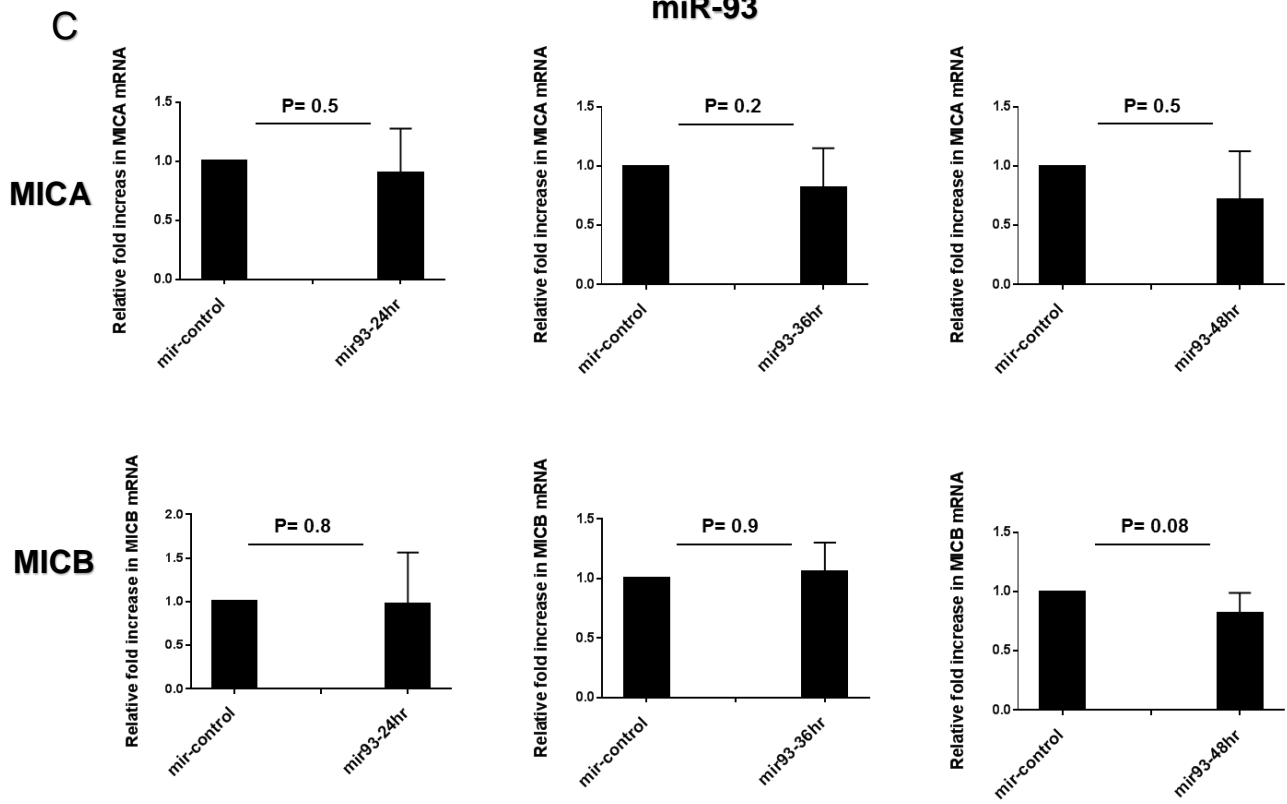 C
miR-93
MICA
Relative fold increas in MICA mRNA
1.5
1.0
0.5
0.0
P= 0.5
mir-control
mir93-24hr
Relative fold increase in MICA mRNA
1.5
1.0
0.5
0.0
P= 0.2
mir-control
mir93-36hr
Relative fold increase in MICA mRNA
1.5
1.0
0.5
0.0
P= 0.5
mir-control
mir93-48hr
MICB
Relative fold increase in MICB mRNA
2.0
1.5
1.0
0.5
0.0
P= 0.8
mir-control
mir93-24hr
Relative fold increase in MICB mRNA
1.5
1.0
0.5
0.0
P= 0.9
mir-control
mir93-36hr
Relative fold increase in MICB mRNA
1.5
1.0
0.5
0.0
P= 0.08
mir-control
mir93-48hr